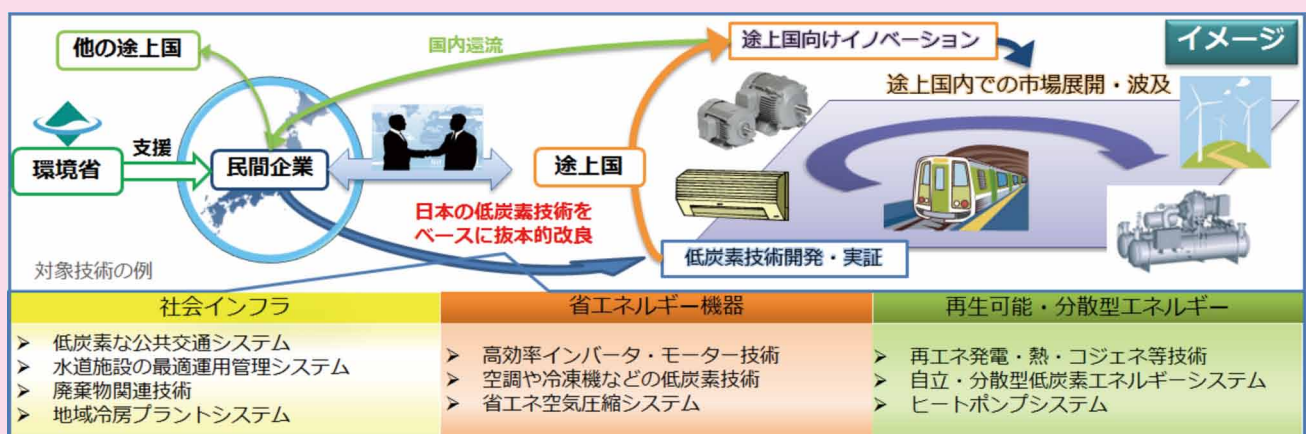 イメージ
他の途上国
国内還流
途上国向けイノベーション
途上国内での市場展開・波及
環境省
支援
民間企業
途上国
日本の低炭素技術を
ベースに抜本的改良
低炭素技術開発・実証
対象技術の例
社会インフラ
➢ 低炭素な公共交通システム
➢ 水道施設の最適運用管理システム
➢ 廃棄物関連技術
➢ 地域冷房プラントシステム
省エネルギー機器
➢ 高効率インバータ・モーター技術
➢ 空調や冷凍機などの低炭素技術
➢ 省エネ空気圧縮システム
再生可能・分散型エネルギー
➢ 再エネ発電・熱・コジェネ等技術
➢ 自立・分散型低炭素エネルギーシステム
➢ ヒートポンプシステム